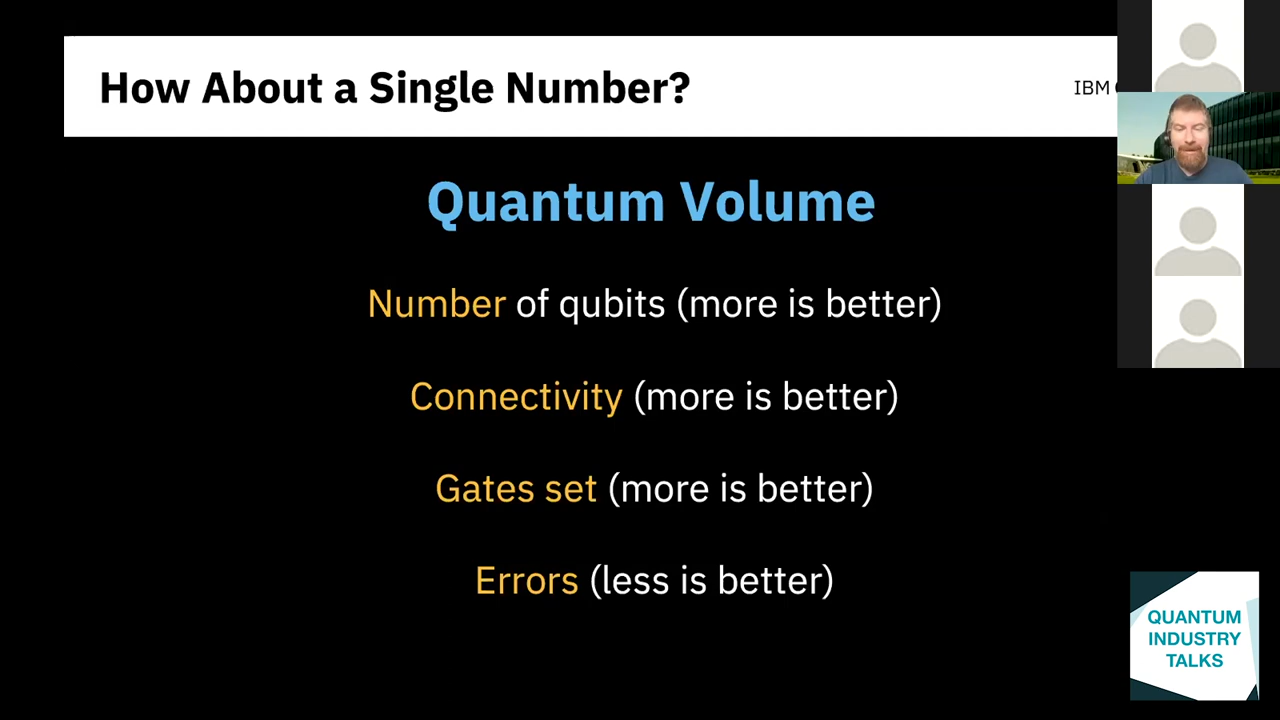 How About a Single Number?
IBM
Quantum Volume
Number of qubits (more is better)
Connectivity (more is better)
Gates set (more is better)
Errors (less is better)
QUANTUM
INDUSTRY
TALKS